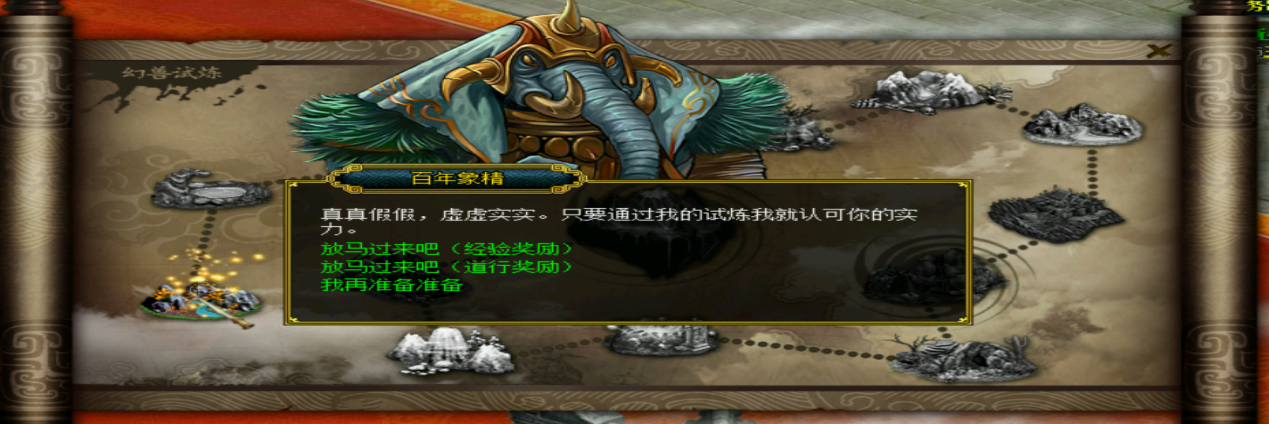 幻兽试炼
百年象精
真真假假，虚虚实实。只要通过我的试炼我就认可你的实
力。
放马过来吧（经验奖励）
放马过来吧（道行奖励）
我再准备准备